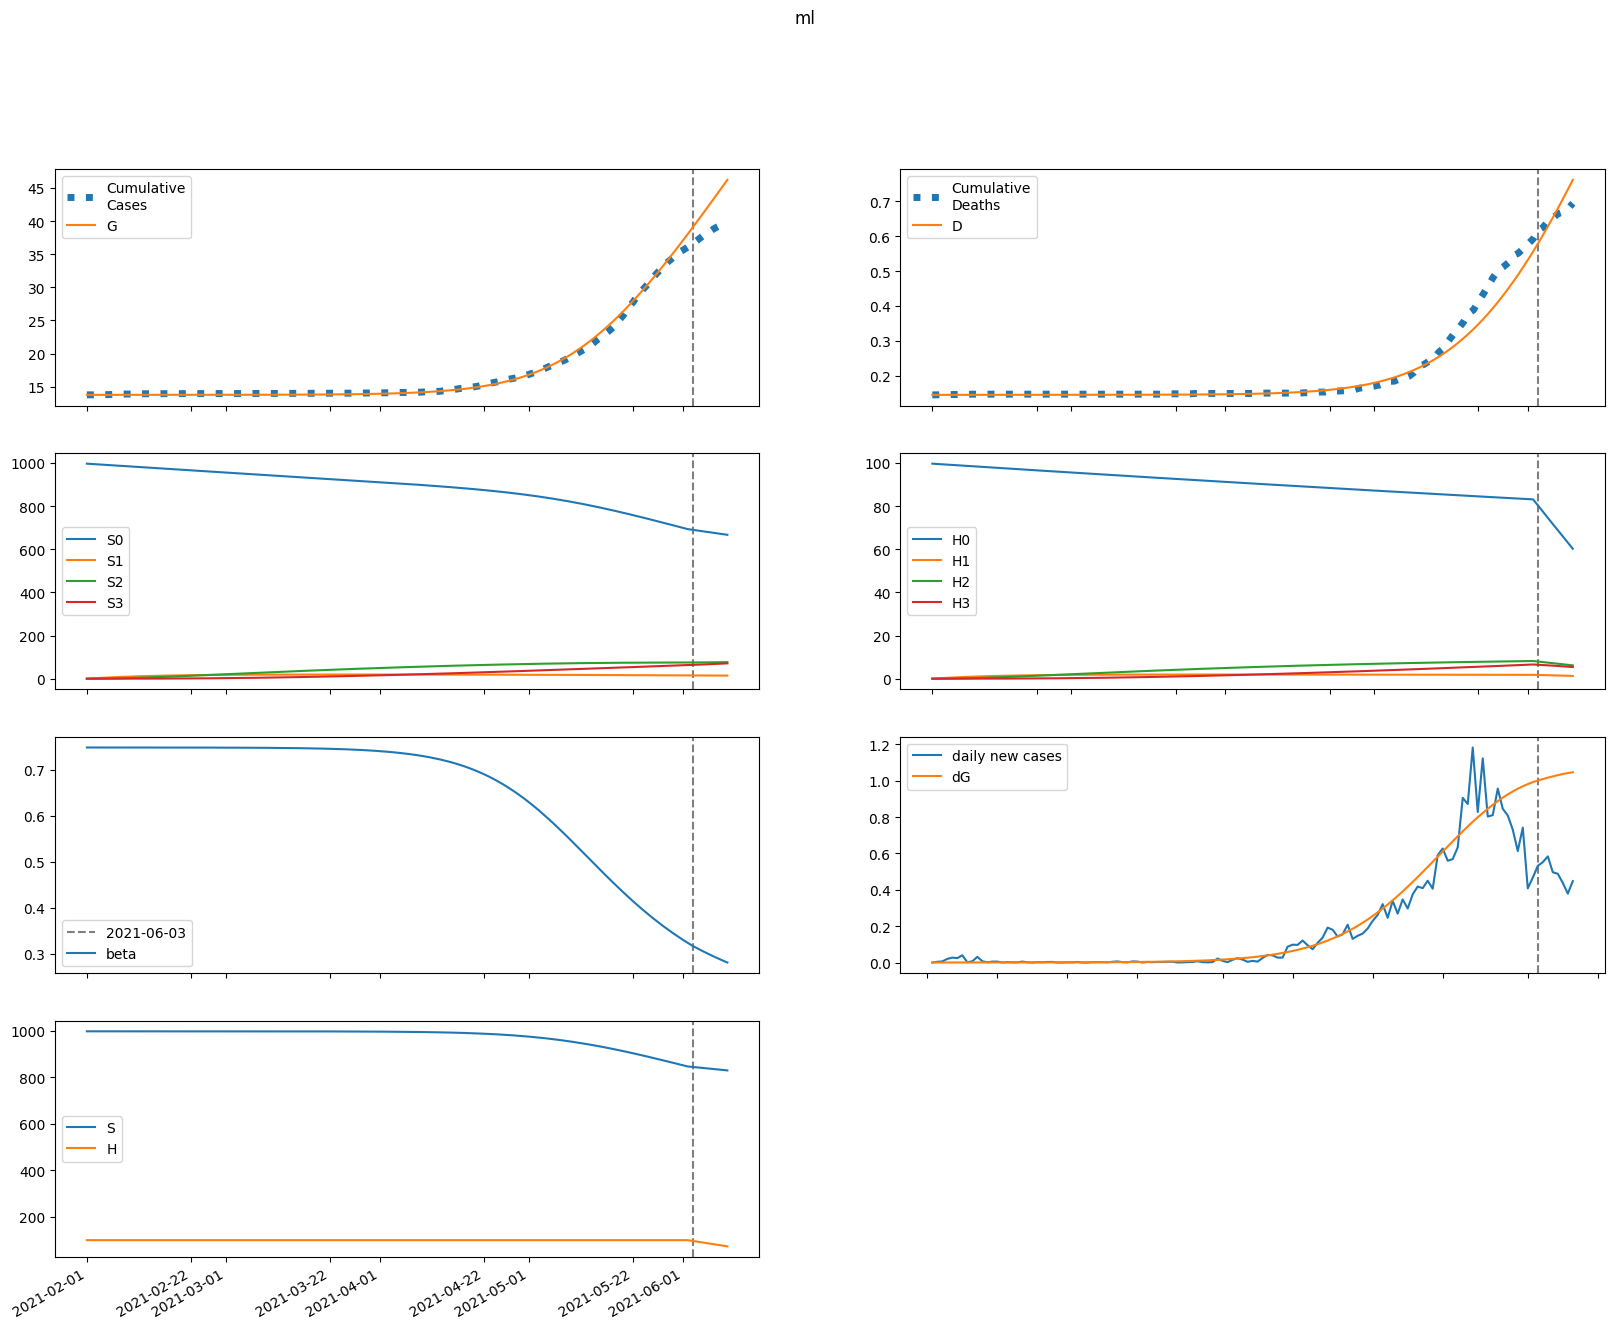 ml
Cumulative
Cases
G
45
40
35
30
25
20
15
Cumulative
Deaths
D
0.7
0.6
0.5
0.4
0.3
0.2
1000
800
600
400
200
0
S0
S1
S2
S3
100
80
60
40
20
0
H0
H1
H2
H3
0.7
0.6
0.5
0.4
0.3
2021-06-03
beta
1.2
1.0
0.8
0.6
0.4
0.2
0.0
daily new cases
dG
1000
800
600
400
200
S
H
2021-02-01
2021-02-22
2021-03-01
2021-03-22
2021-04-01
2021-04-22
2021-05-01
2021-05-22
2021-06-01